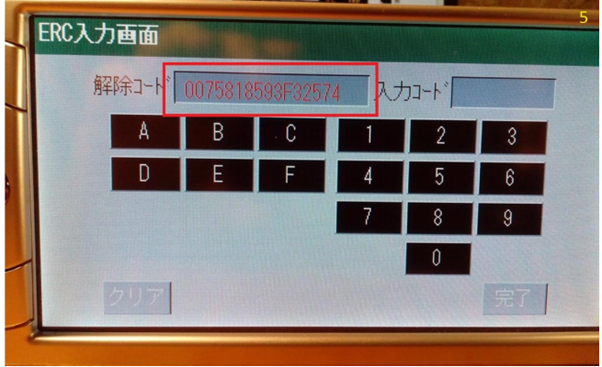 5
ERC入力画面
解除コード 0075818593F32574 入力コード
A B C 1 2 3
D E F 4 5 6
7 8 9
0
クリア 完了